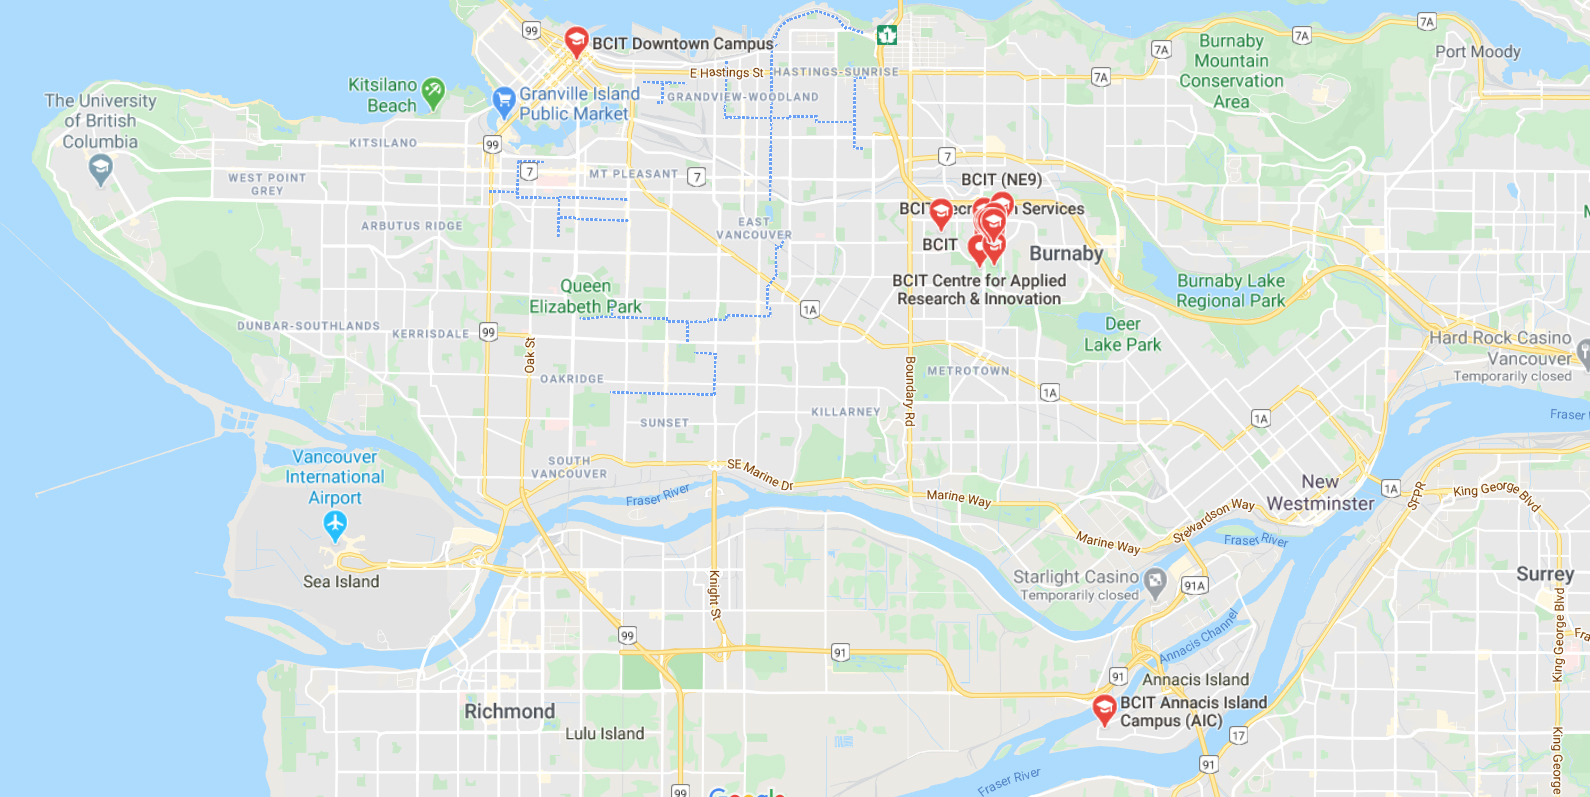 99
BCIT Downtown Campus
7A
7A
7A
7A
E Hastings St
HASTINGS-SUNRISE
1
Burnaby
Mountain
Conservation
Area
Port Moody
Kitsilano
Beach
Granville Island
Public Market
GRANDVIEW-WOODLAND
The University
of British
Columbia
KITSILANO
99
7
MT PLEASANT
7
7
WEST POINT
GREY
BCIT (NE9)
BCIT
Services
ARBUTUS RIDGE
EAST
VANCOUVER
BCIT
Burnaby
BCIT Centre for Applied
Research & Innovation
Queen
Elizabeth Park
Burnaby Lake
Regional Park
1A
Deer
Lake Park
DUNBAR-SOUTHLANDS
KERRISDALE
99
Oak St
Hard Rock Casino
Vancouver
Temporarily closed
OAKRIDGE
Boundary Rd
METROTOWN
1A
SUNSET
KILLARNEY
1A
Fraser
Vancouver
International
Airport
SOUTH
VANCOUVER
SE Marine Dr
Fraser River
Marine Way
New
Westminster
1A
SFPR
King George Blvd
Stewardson Way
Marine Way
Fraser River
Sea Island
Knight St
Starlight Casino
Temporarily closed
91A
Surrey
King George Blvd
99
91
Annacis Channel
Fra
91
Annacis Island
BCIT Annacis Island
Campus (AIC)
Richmond
Lulu Island
17
91
Fraser River
King George
99
Google